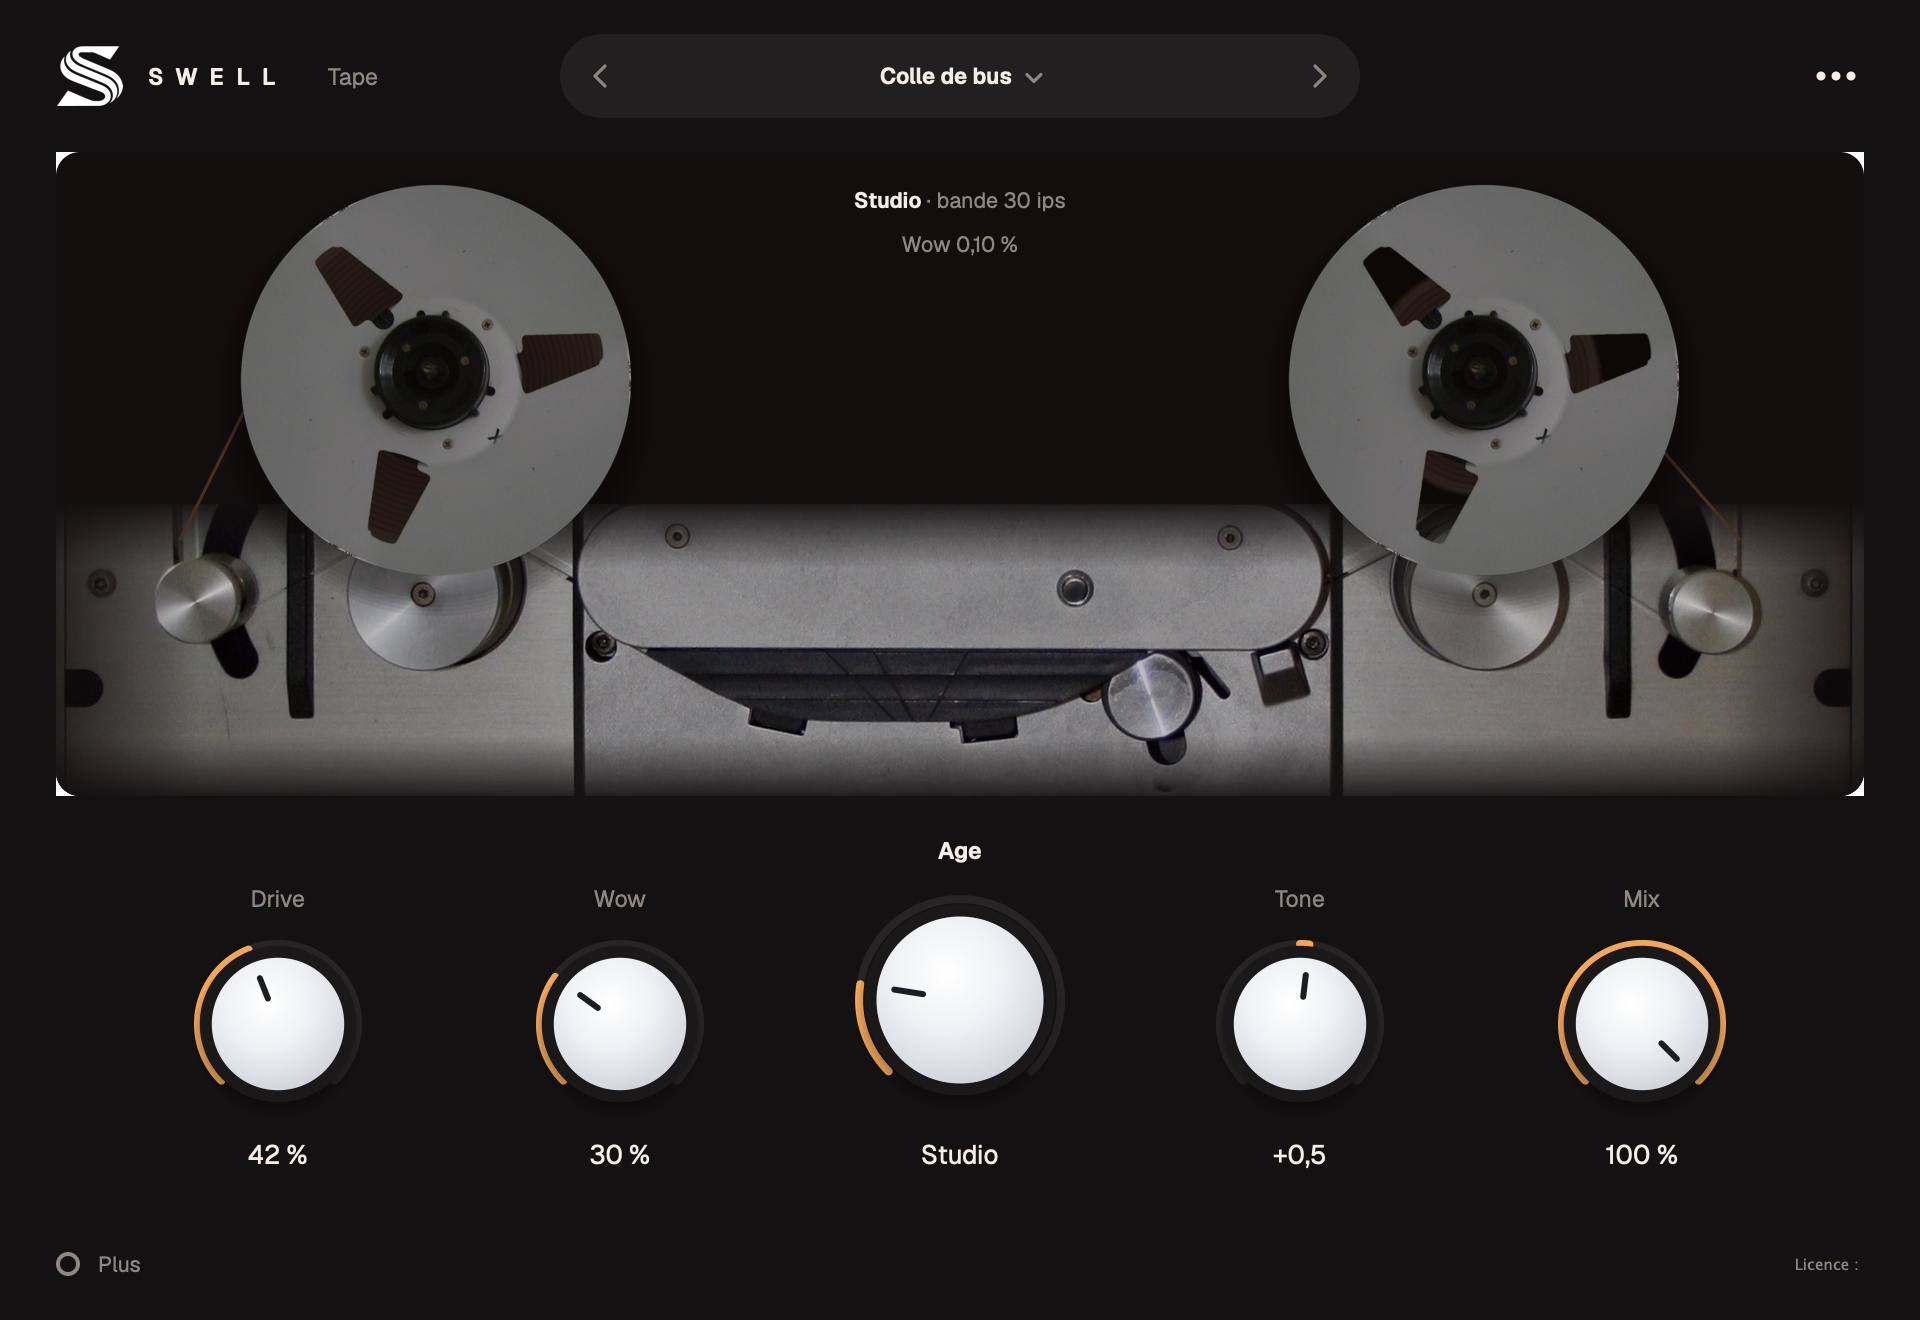 SWELL Tape
Colle de bus
Studio · bande 30 ips
Wow 0,10 %
Age
Drive
Wow
Tone
Mix
42 %
30 %
Studio
+0,5
100 %
Plus
Licence :